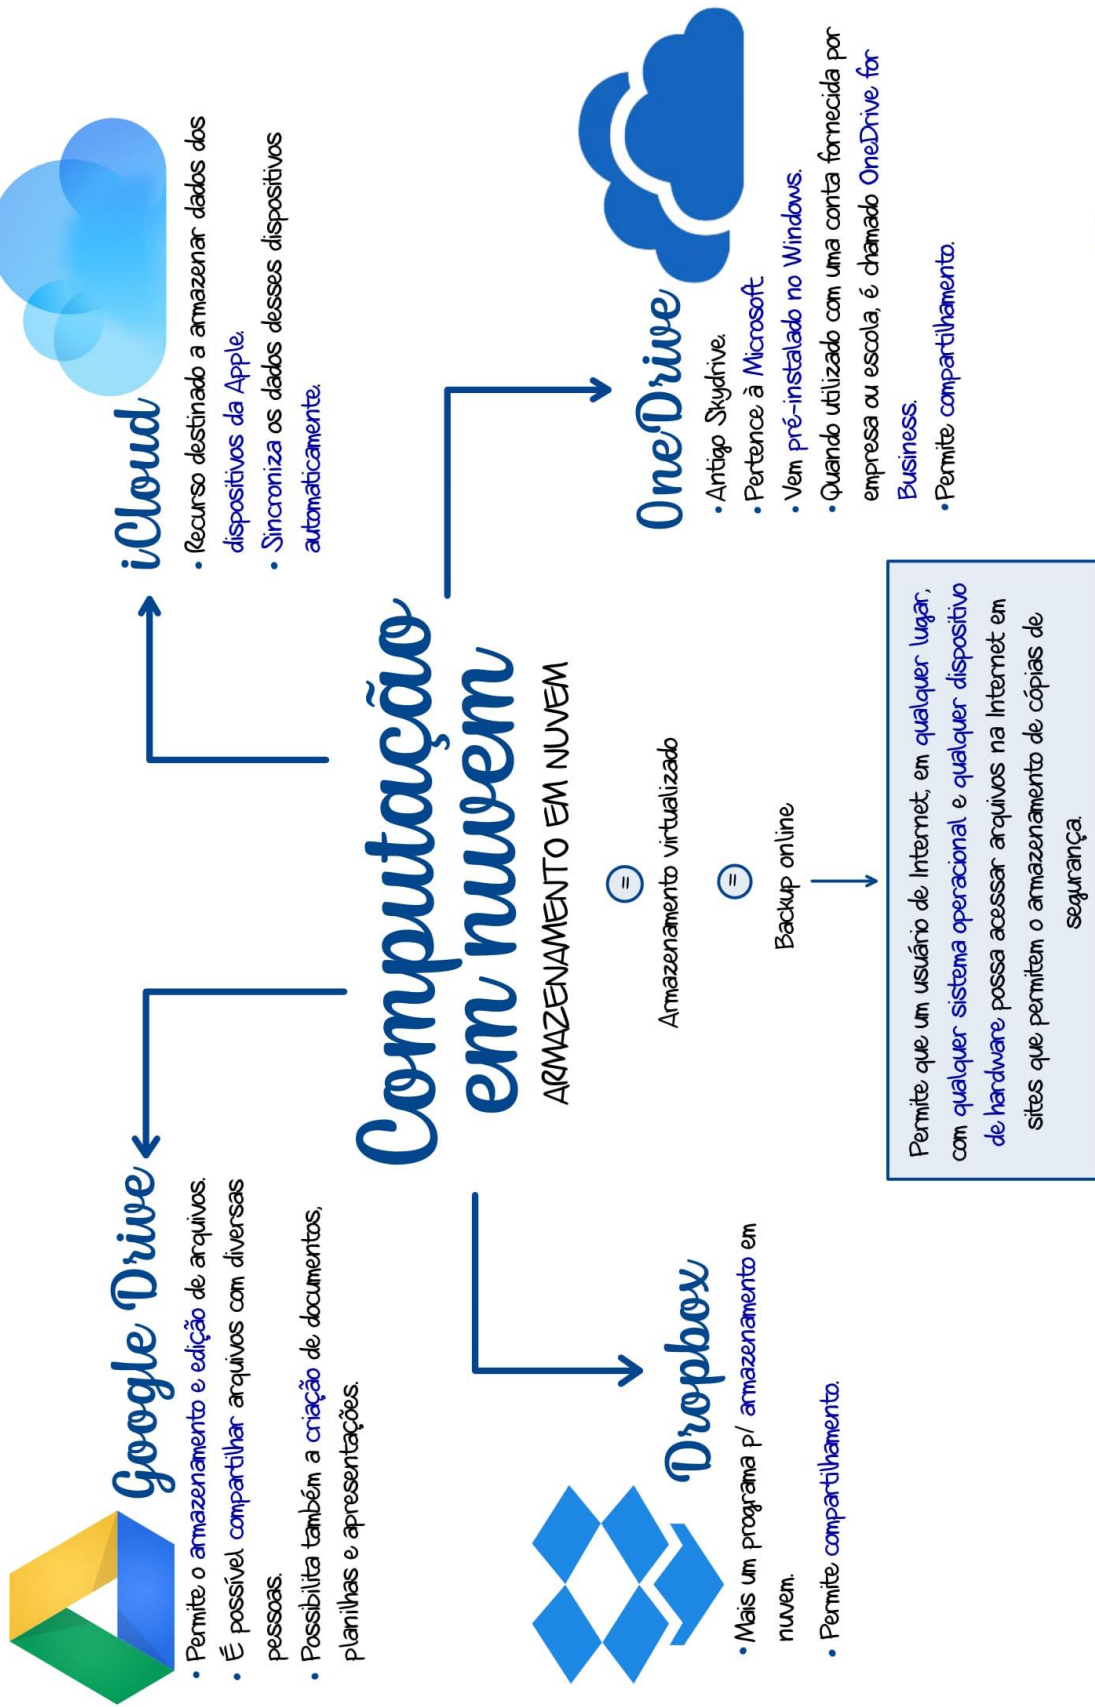 Google Drive
• Permite o armazenamento e edição de arquivos.
• É possível compartilhar arquivos com diversas
pessoas.
• Possibilita também a criação de documentos,
planilhas e apresentações.
iCloud
• Recurso destinado a armazenar dados dos
dispositivos da Apple.
• Sincroniza os dados desses dispositivos
automaticamente.
Computação
em nuvem
ARMAZENAMENTO EM NUVEM
=
Armazenamento virtualizado
=
Backup online
Permite que um usuário de Internet, em qualquer lugar,
com qualquer sistema operacional e qualquer dispositivo
de hardware possa acessar arquivos na Internet em
sites que permitem o armazenamento de cópias de
segurança.
Dropbox
• Mais um programa p/ armazenamento em
nuvem.
• Permite compartilhamento.
OneDrive
• Antigo Skydrive.
• Pertence à Microsoft
• Vem pré-instalado no Windows.
• Quando utilizado com uma conta fornecida por
empresa ou escola, é chamado OneDrive for
Business.
• Permite compartilhamento.